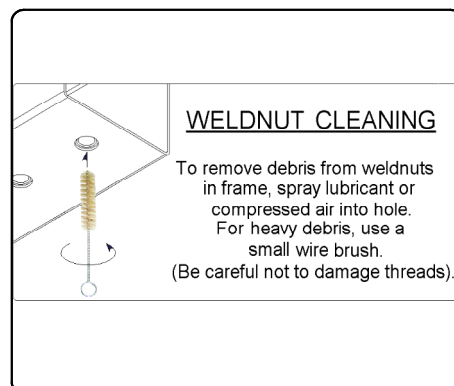 WELDNUT CLEANING
To remove debris from weldnuts
in frame, spray lubricant or
compressed air into hole.
For heavy debris, use a
small wire brush.
(Be careful not to damage threads).